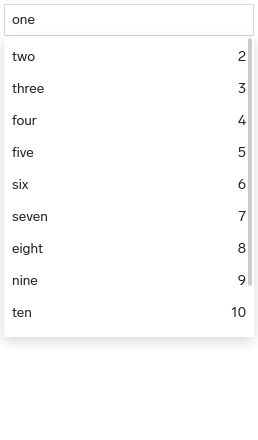 one
two 2
three 3
four 4
five 5
six 6
seven 7
eight 8
nine 9
ten 10